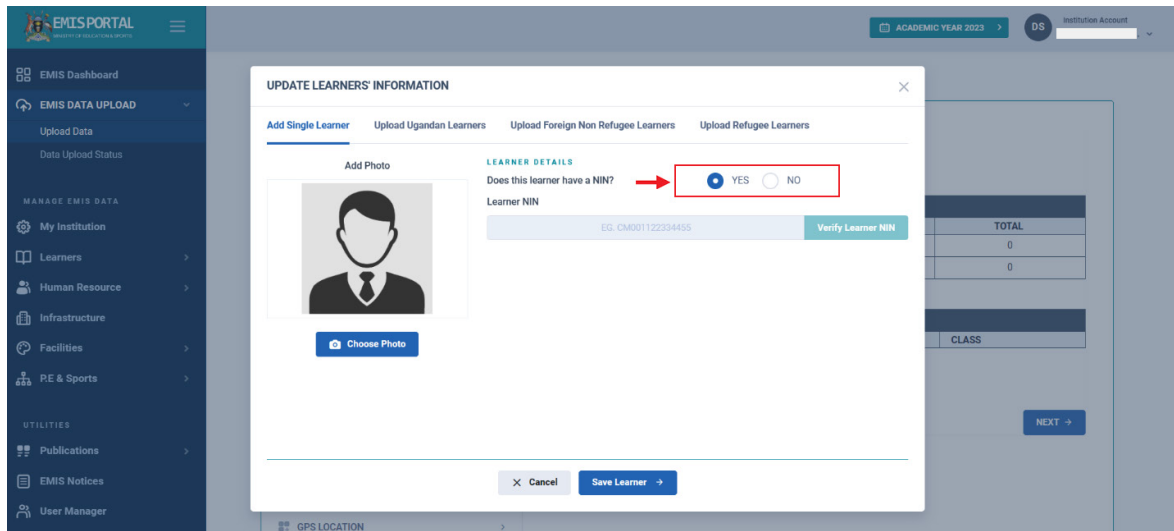 EMIS PORTAL
MINISTRY OF EDUCATION & SPORTS
ACADEMIC YEAR 2023
DS
Institution Account
EMIS Dashboard
EMIS DATA UPLOAD
Upload Data
Data Upload Status
MANAGE EMIS DATA
My Institution
Learners
Human Resource
Infrastructure
Facilities
P.E & Sports
UTILITIES
Publications
EMIS Notices
User Manager
UPDATE LEARNERS' INFORMATION
Add Single Learner Upload Ugandan Learners Upload Foreign Non Refugee Learners Upload Refugee Learners
Add Photo
Choose Photo
LEARNER DETAILS
Does this learner have a NIN? YES NO
Learner NIN
EG. CM001122334455 Verify Learner NIN
Cancel Save Learner
TOTAL
0
0
CLASS
NEXT
GPS LOCATION